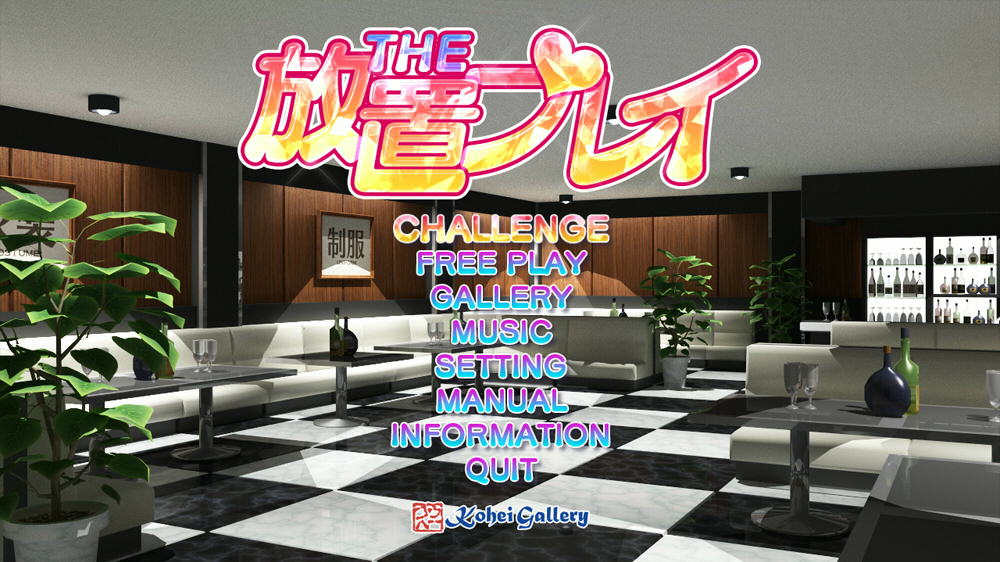 THE
放置プレイ
CHALLENGE
FREE PLAY
GALLERY
MUSIC
SETTING
MANUAL
INFORMATION
QUIT
Kohei Gallery
制服